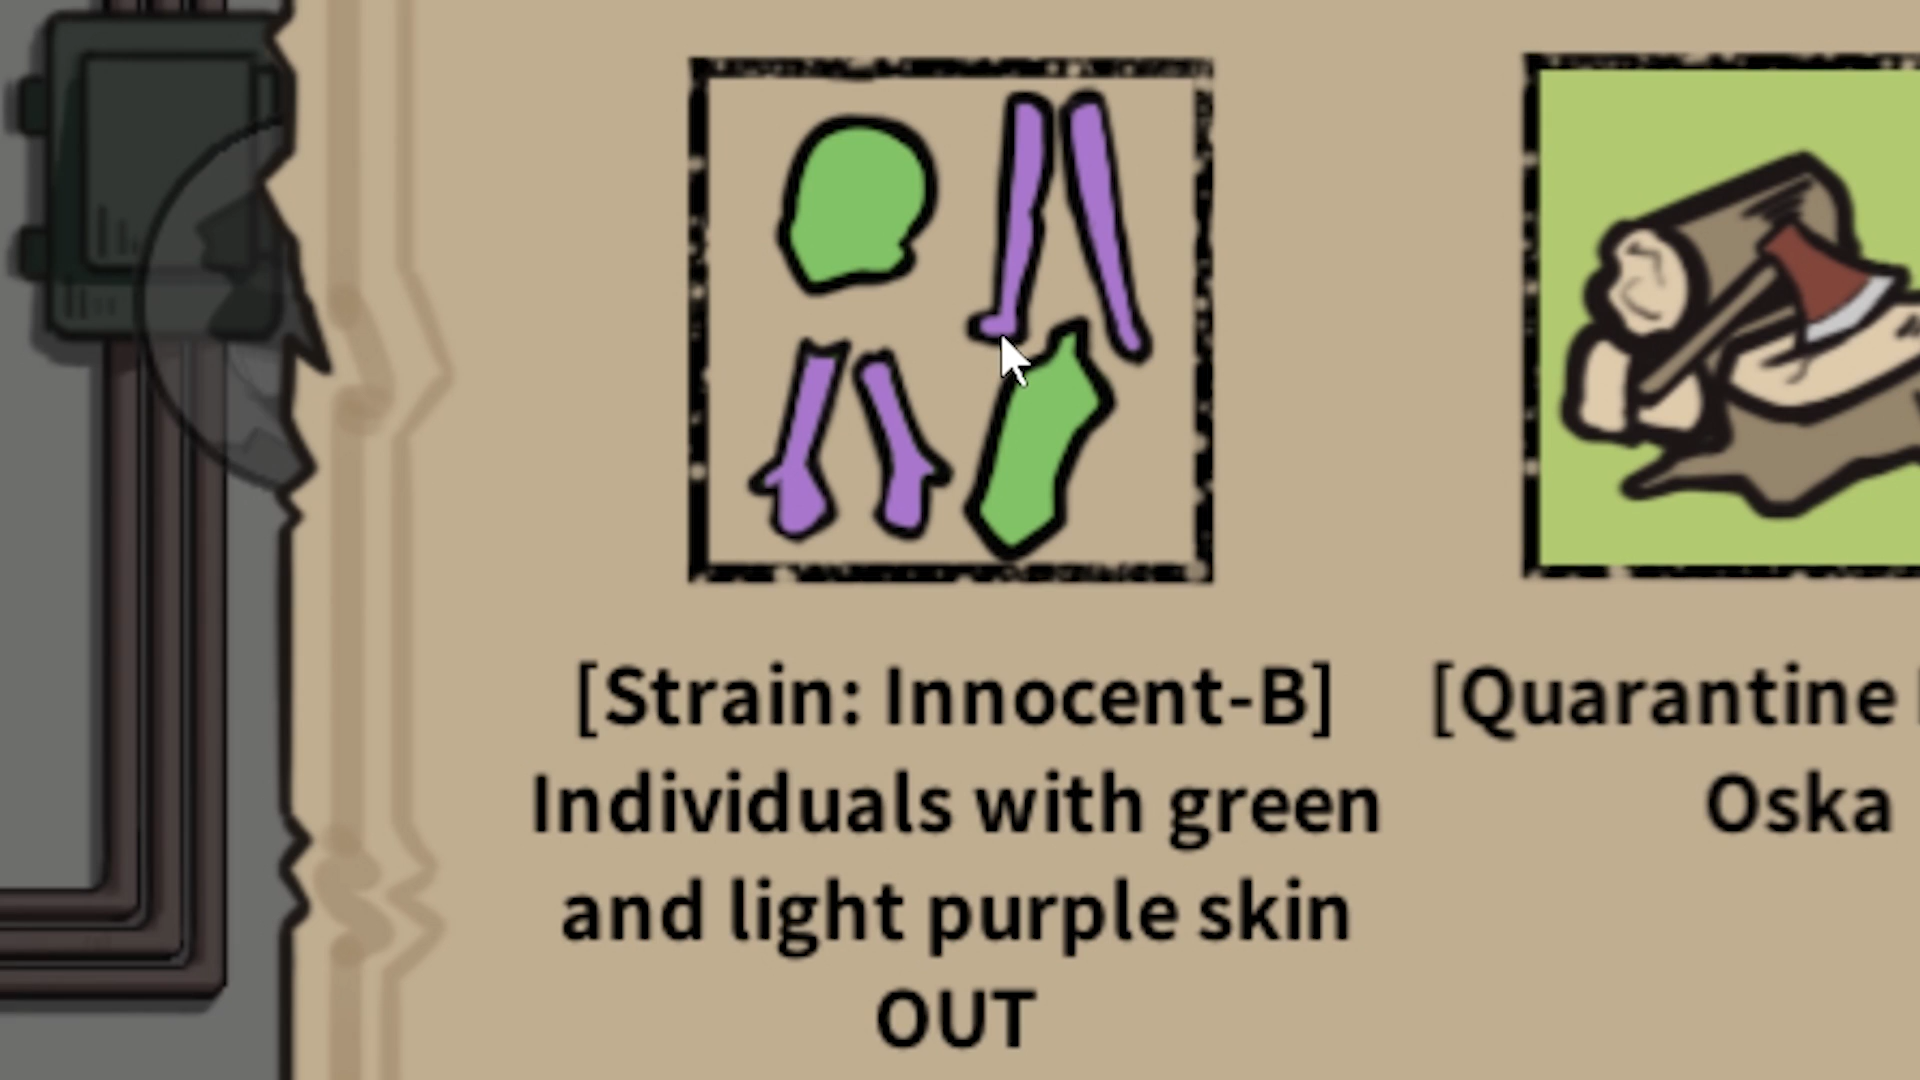 [Strain: Innocent-B]
Individuals with green
and light purple skin
OUT
[Quarantine
Oska